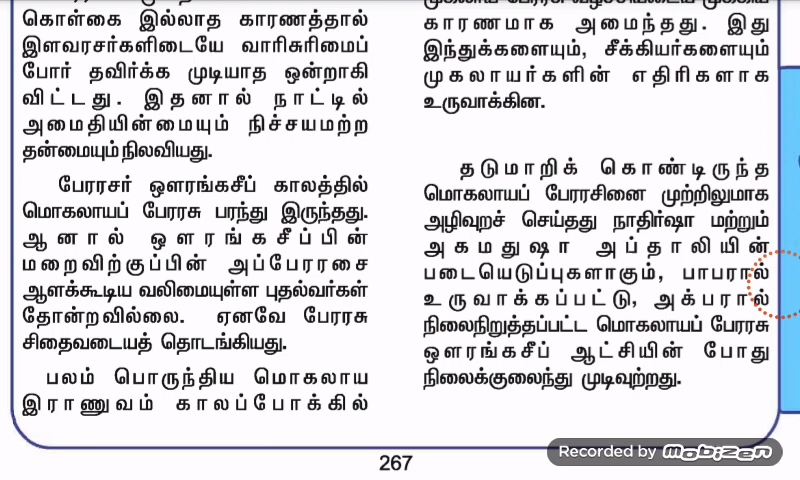 கொள்கை இல்லாத காரணத்தால்
இளவரசர்களிடையே வாரிசுரிமைப்
போர் தவிர்க்க முடியாத ஒன்றாகி
விட்டது. இதனால் நாட்டில்
அமைதியின்மையும் நிச்சயமற்ற
தன்மையும் நிலவியது.
பேரரசர் ஔரங்கசீப் காலத்தில்
மொகலாயப் பேரரசு பரந்து இருந்தது.
ஆனால் ஔரங்கசீப்பின்
மறைவிற்குப்பின் அப்பேரரசை
ஆளக்கூடிய வலிமையுள்ள புதல்வர்கள்
தோன்றவில்லை. ஏனவே பேரரசு
சிதைவடையத் தொடங்கியது.
பலம் பொருந்திய மொகலாய
இராணுவம் காலப்போக்கில்
காரணமாக அமைந்தது. இது
இந்துக்களையும், சீக்கியர்களையும்
முகலாயர்களின் எதிரிகளாக
உருவாக்கின.
தடுமாறிக் கொண்டிருந்த
மொகலாயப் பேரரசினை முற்றிலுமாக
அழிவுறச் செய்தது நாதிர்ஷா மற்றும்
அகமதுஷா அப்தாலியின்
படையெடுப்புகளாகும், பாபரால்
உருவாக்கப்பட்டு, அக்பரால்
நிலைநிறுத்தப்பட்ட மொகலாயப் பேரரசு
ஔரங்கசீப் ஆட்சியின் போது
நிலைக்குலைந்து முடிவுற்றது.
267
Recorded by mobizen